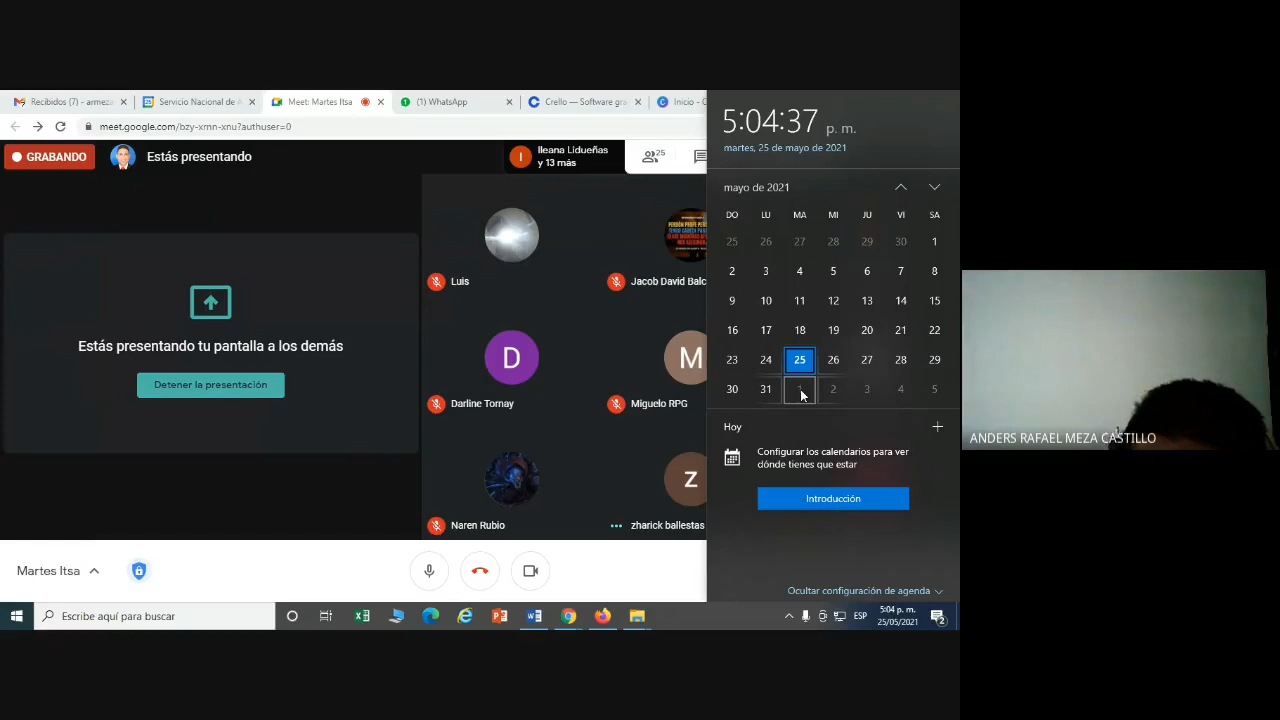 Recibidos (7) - armeza
Servicio Nacional de A
Meet: Martes Itsa
(1) WhatsApp
Crello — Software gra
Inicio - C
meet.google.com/bzy-xmn-xnu?authuser=0
GRABANDO
Estás presentando
Ileana Lidueñas
y 13 más
25
Estás presentando tu pantalla a los demás
Detener la presentación
Luis
Jacob David Balc
D
Darline Tornay
M
Miguelo RPG
Naren Rubio
z
zharick ballestas
Martes Itsa
5:04:37 p. m.
martes, 25 de mayo de 2021
mayo de 2021
DO LU MA MI JU VI SA
25 26 27 28 29 30 1
2 3 4 5 6 7 8
9 10 11 12 13 14 15
16 17 18 19 20 21 22
23 24 25 26 27 28 29
30 31 1 2 3 4 5
Hoy
Configurar los calendarios para ver
dónde tienes que estar
Introducción
Ocultar configuración de agenda
Escribe aquí para buscar
ESP
5:04 p. m.
25/05/2021
2
ANDERS RAFAEL MEZA CASTILLO